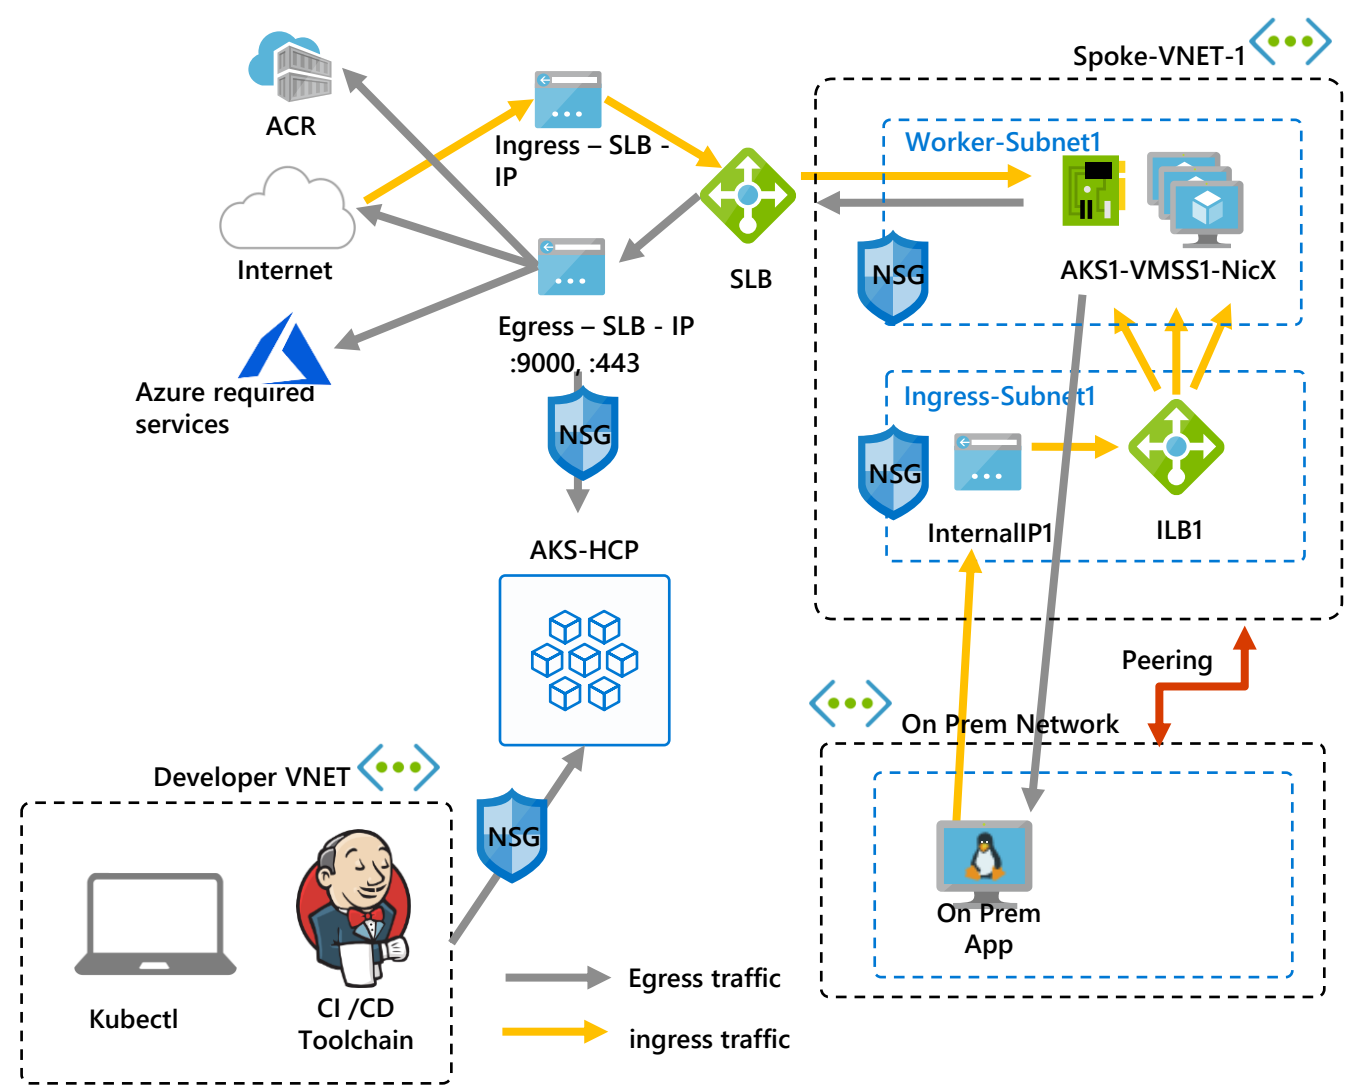 Spoke-VNET-1
ACR
Ingress – SLB -
IP
Worker-Subnet1
Internet
SLB
NSG
AKS1-VMSS1-NicX
Egress – SLB - IP
:9000, :443
Azure required
services
NSG
Ingress-Subnet1
NSG
InternalIP1
ILB1
AKS-HCP
Peering
On Prem Network
Developer VNET
NSG
On Prem
App
Kubectl
CI /CD
Toolchain
Egress traffic
ingress traffic